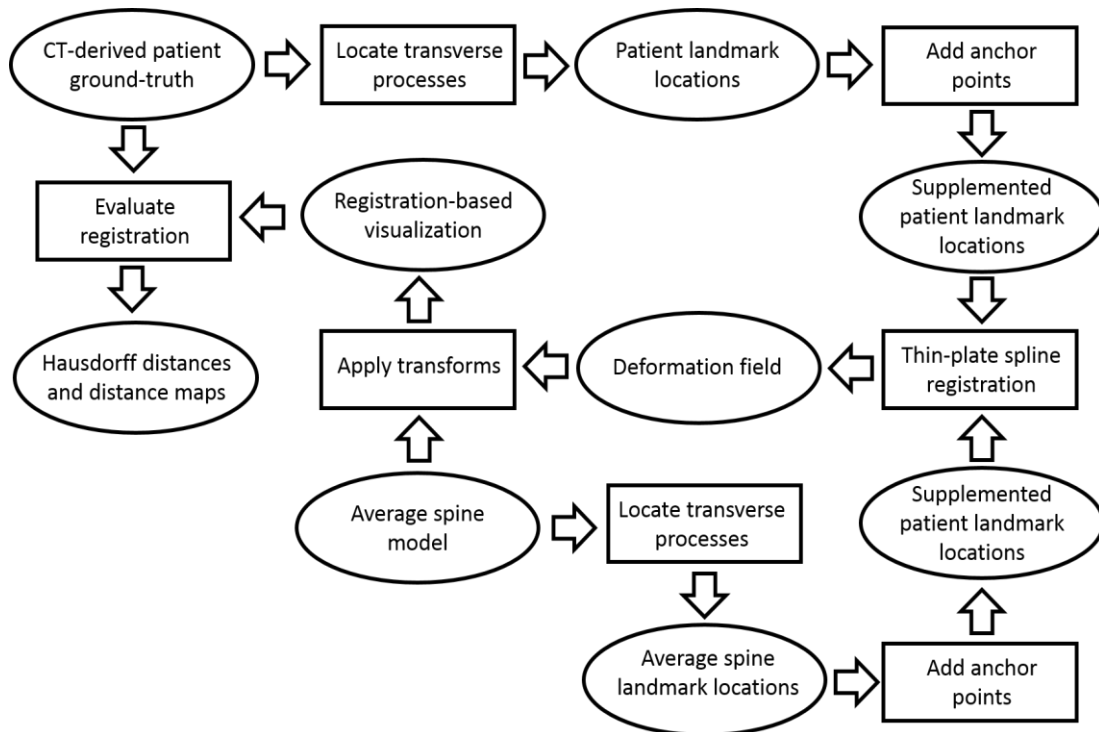 CT-derived patient
ground-truth
Locate transverse
processes
Patient landmark
locations
Add anchor
points
Evaluate
registration
Registration-based
visualization
Supplemented
patient landmark
locations
Hausdorff distances
and distance maps
Apply transforms
Deformation field
Thin-plate spline
registration
Average spine
model
Locate transverse
processes
Supplemented
patient landmark
locations
Average spine
landmark locations
Add anchor
points